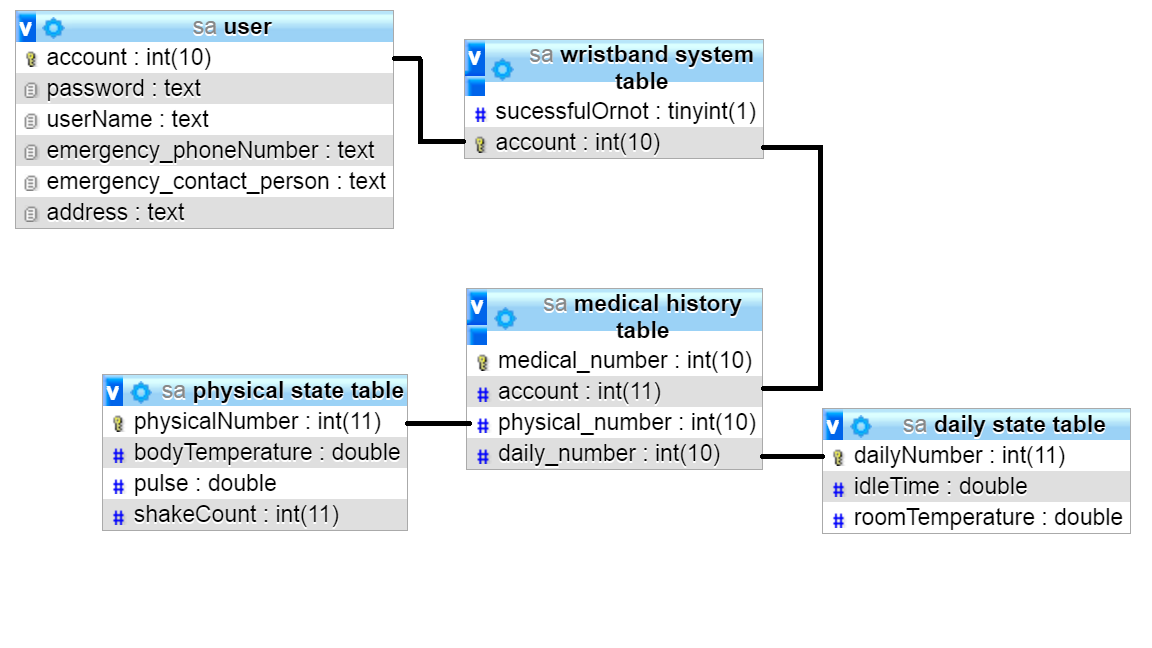 v sa user
account : int(10)
password : text
userName : text
emergency_phoneNumber : text
emergency_contact_person : text
address : text
v sa wristband system
table
# sucessfulOrnot : tinyint(1)
account : int(10)
v sa medical history
table
medical_number : int(10)
# account : int(11)
# physical_number : int(10)
# daily_number : int(10)
v sa physical state table
physicalNumber : int(11)
# bodyTemperature : double
# pulse : double
# shakeCount : int(11)
v sa daily state table
dailyNumber : int(11)
# idleTime : double
# roomTemperature : double